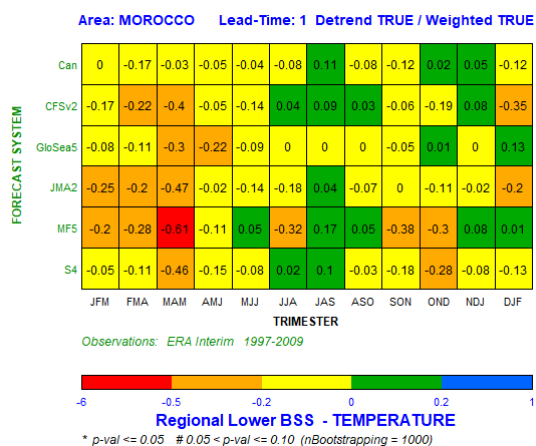 Area: MOROCCO Lead-Time: 1 Detrend TRUE / Weighted TRUE
FORECAST SYSTEM
Can 0 -0.17 -0.03 -0.05 -0.04 -0.08 0.11 -0.08 -0.12 0.02 0.05 -0.12
CFSv2 -0.17 -0.22 -0.4 -0.05 -0.14 0.04 0.09 0.03 -0.06 -0.19 0.08 -0.35
GloSea5 -0.08 -0.11 -0.3 -0.22 -0.09 0 0 0 -0.05 0.01 0 0.13
JMA2 -0.25 -0.2 -0.47 -0.02 -0.14 -0.18 0.04 -0.07 0 -0.11 -0.02 -0.2
MF5 -0.2 -0.28 -0.61 -0.11 0.05 -0.32 0.17 0.05 -0.38 -0.3 0.08 0.01
S4 -0.05 -0.11 -0.46 -0.15 -0.08 0.02 0.1 -0.03 -0.18 -0.28 -0.08 -0.13
JFM FMA MAM AMJ MJJ JJA JAS ASO SON OND NDJ DJF
TRIMESTER
Observations: ERA Interim 1997-2009
-6 -0.5 -0.2 0 0.2 1
Regional Lower BSS - TEMPERATURE
* p-val <= 0.05 # 0.05 < p-val <= 0.10 (nBootstrapping = 1000)